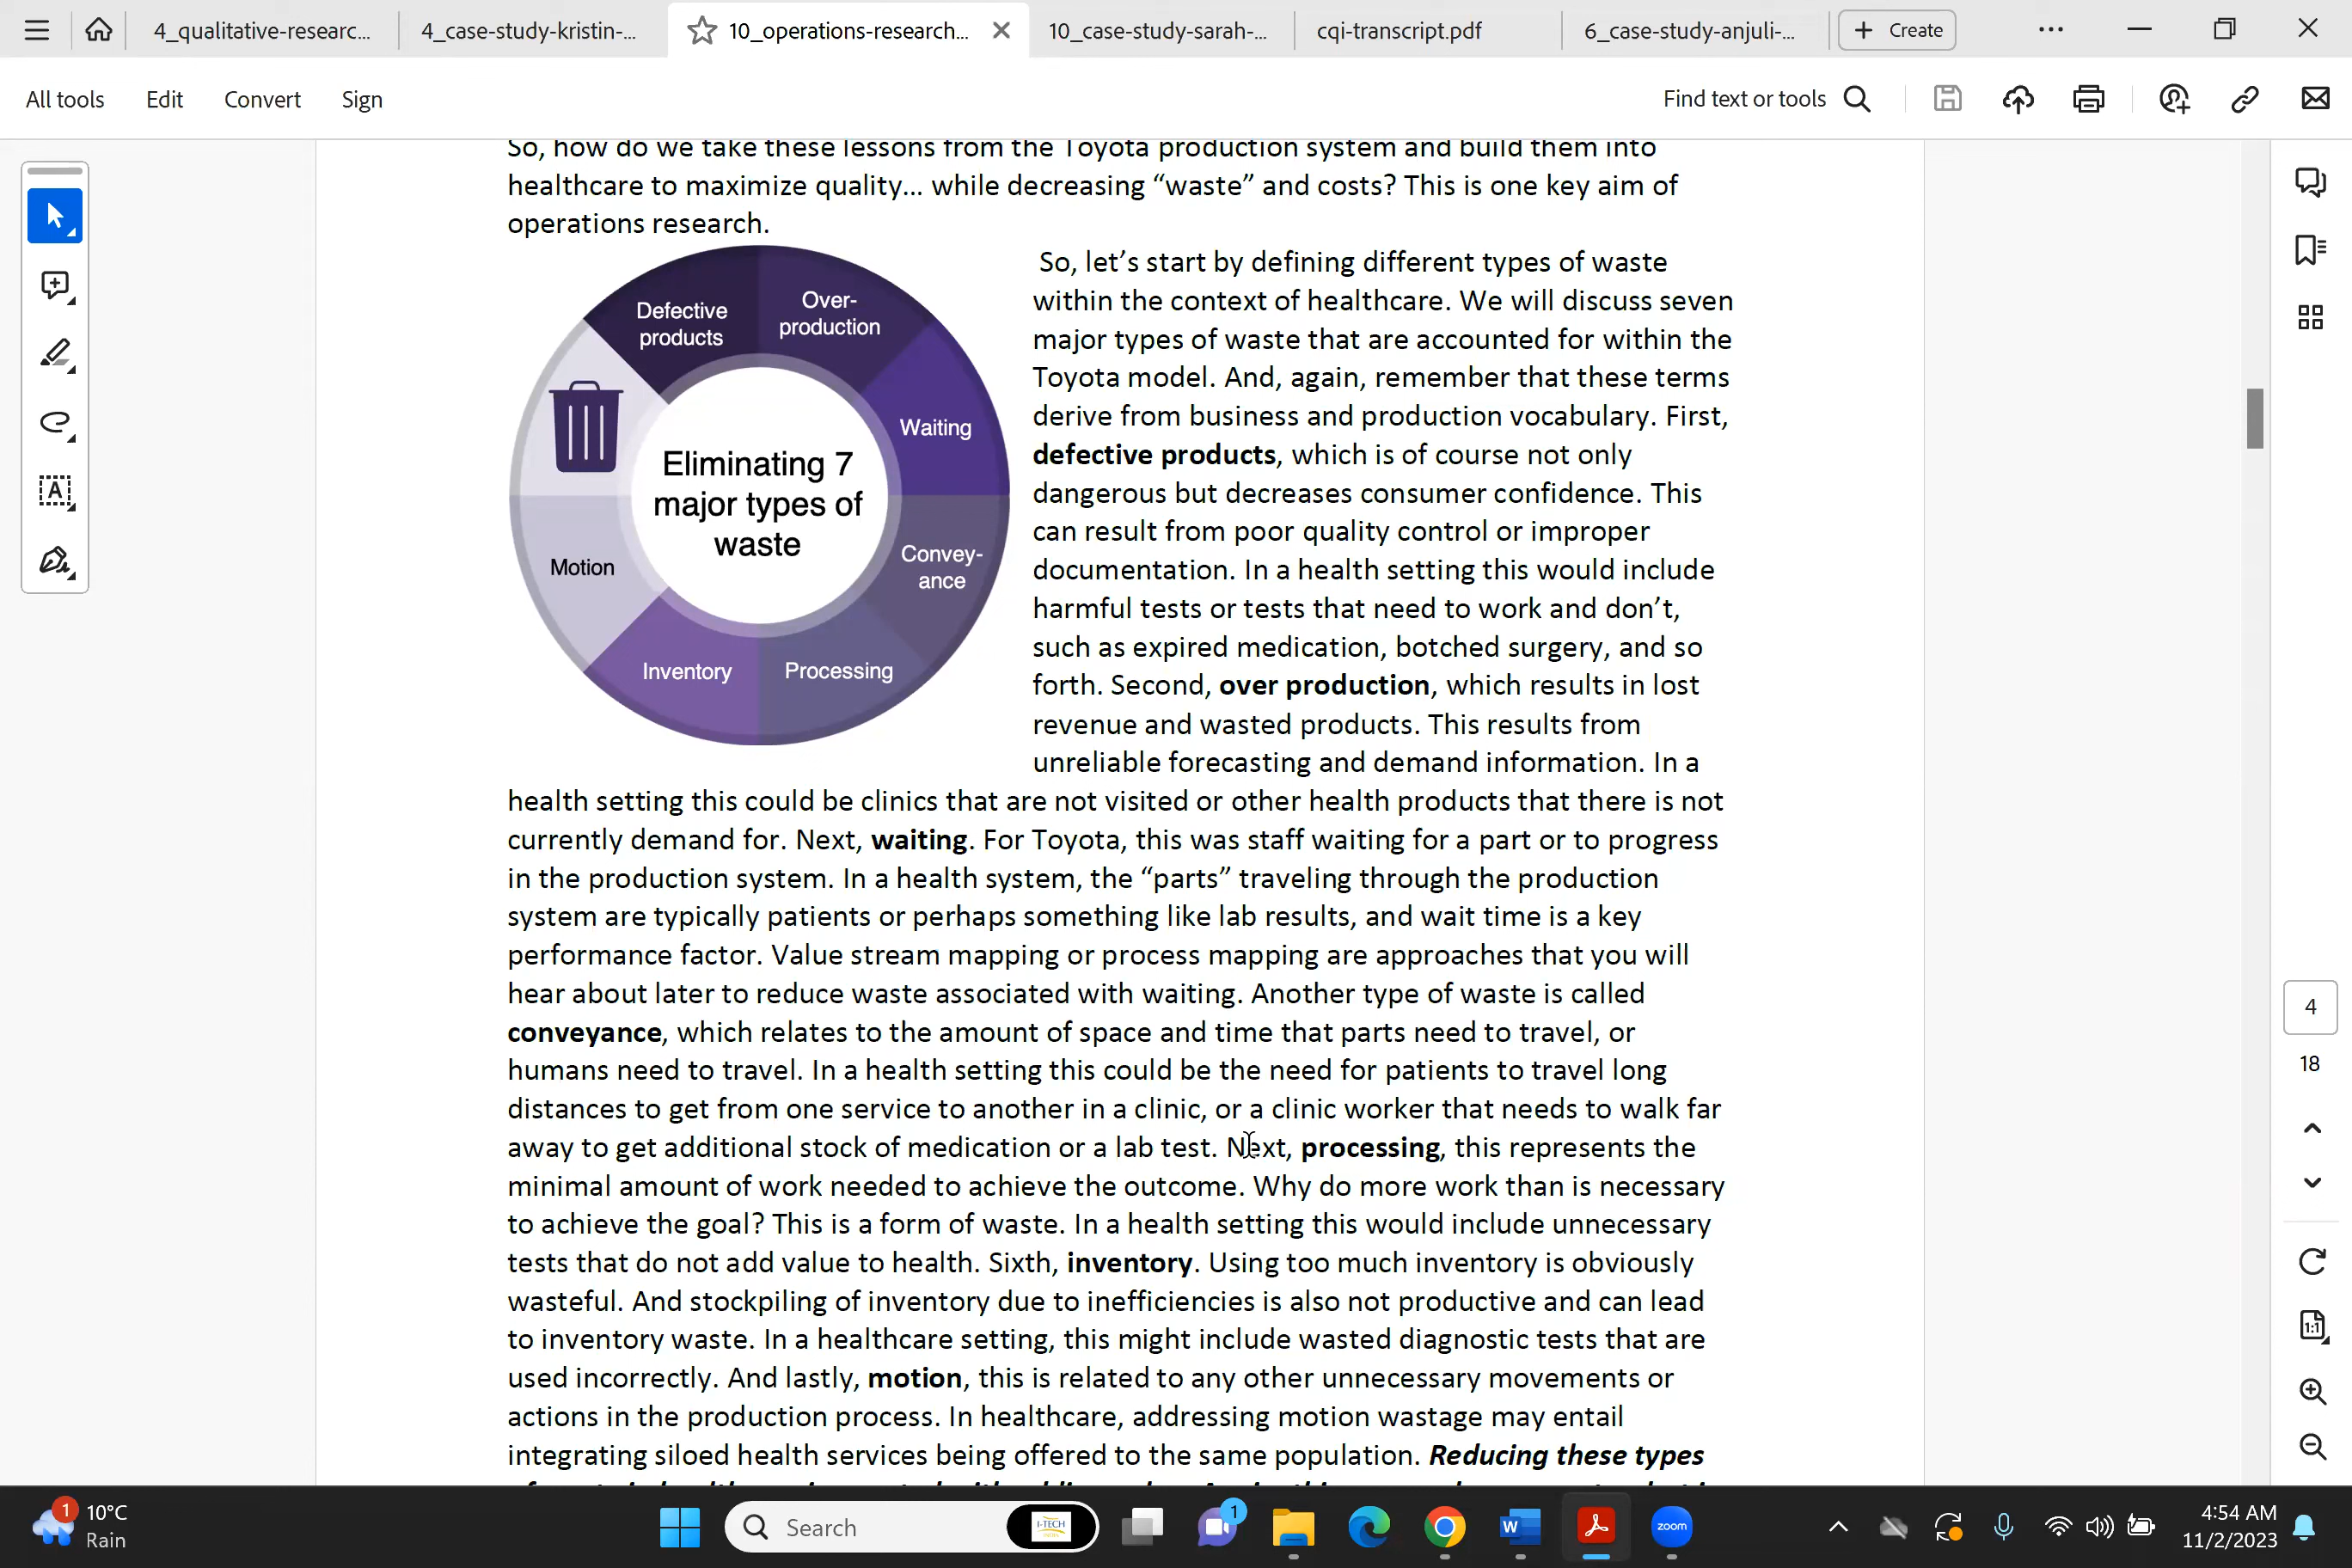 4_qualitative-researc...
4_case-study-kristin-...
10_operations-research...
10_case-study-sarah-...
cqi-transcript.pdf
6_case-study-anjuli-...
Create
All tools
Edit
Convert
Sign
Find text or tools
So, how do we take these lessons from the Toyota production system and build them into
healthcare to maximize quality... while decreasing “waste” and costs? This is one key aim of
operations research.
Defective
products
Over-
production
Waiting
Convey-
ance
Processing
Inventory
Motion
Eliminating 7
major types of
waste
So, let’s start by defining different types of waste
within the context of healthcare. We will discuss seven
major types of waste that are accounted for within the
Toyota model. And, again, remember that these terms
derive from business and production vocabulary. First,
defective products, which is of course not only
dangerous but decreases consumer confidence. This
can result from poor quality control or improper
documentation. In a health setting this would include
harmful tests or tests that need to work and don’t,
such as expired medication, botched surgery, and so
forth. Second, over production, which results in lost
revenue and wasted products. This results from
unreliable forecasting and demand information. In a
health setting this could be clinics that are not visited or other health products that there is not
currently demand for. Next, waiting. For Toyota, this was staff waiting for a part or to progress
in the production system. In a health system, the “parts” traveling through the production
system are typically patients or perhaps something like lab results, and wait time is a key
performance factor. Value stream mapping or process mapping are approaches that you will
hear about later to reduce waste associated with waiting. Another type of waste is called
conveyance, which relates to the amount of space and time that parts need to travel, or
humans need to travel. In a health setting this could be the need for patients to travel long
distances to get from one service to another in a clinic, or a clinic worker that needs to walk far
away to get additional stock of medication or a lab test. Next, processing, this represents the
minimal amount of work needed to achieve the outcome. Why do more work than is necessary
to achieve the goal? This is a form of waste. In a health setting this would include unnecessary
tests that do not add value to health. Sixth, inventory. Using too much inventory is obviously
wasteful. And stockpiling of inventory due to inefficiencies is also not productive and can lead
to inventory waste. In a healthcare setting, this might include wasted diagnostic tests that are
used incorrectly. And lastly, motion, this is related to any other unnecessary movements or
actions in the production process. In healthcare, addressing motion wastage may entail
integrating siloed health services being offered to the same population. Reducing these types
4
18
1:1
1
10°C
Rain
Search
I-TECH
1
zoom
4:54 AM
11/2/2023